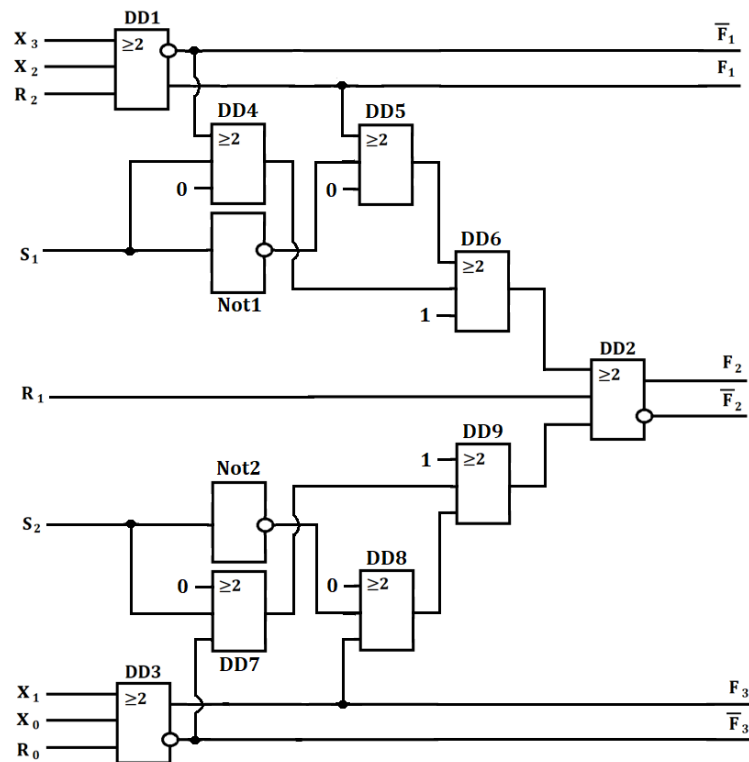 DD1
X₃
≥2
F̅₁
X₂
F₁
R₂
DD4
DD5
≥2
≥2
0
0
S₁
DD6
≥2
Not1
1
DD2
F₂
≥2
R₁
F̅₂
DD9
1
≥2
Not2
S₂
DD8
0
≥2
0
≥2
DD7
DD3
X₁
≥2
F₃
X₀
F̅₃
R₀